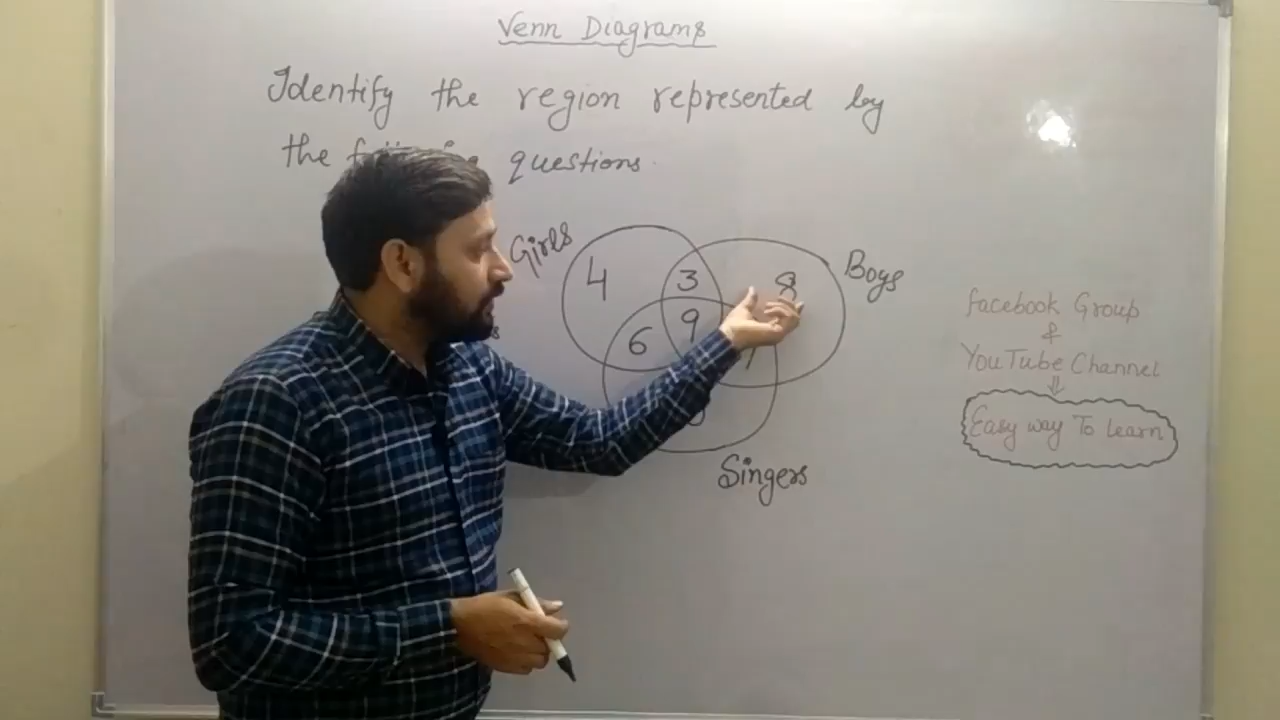 Venn Diagrams
Identify the region represented by
the questions.
Girls
Boys
4 3 8
9
6 7
Singers
facebook Group
&
YouTube Channel
⇓
Easy way To Learn